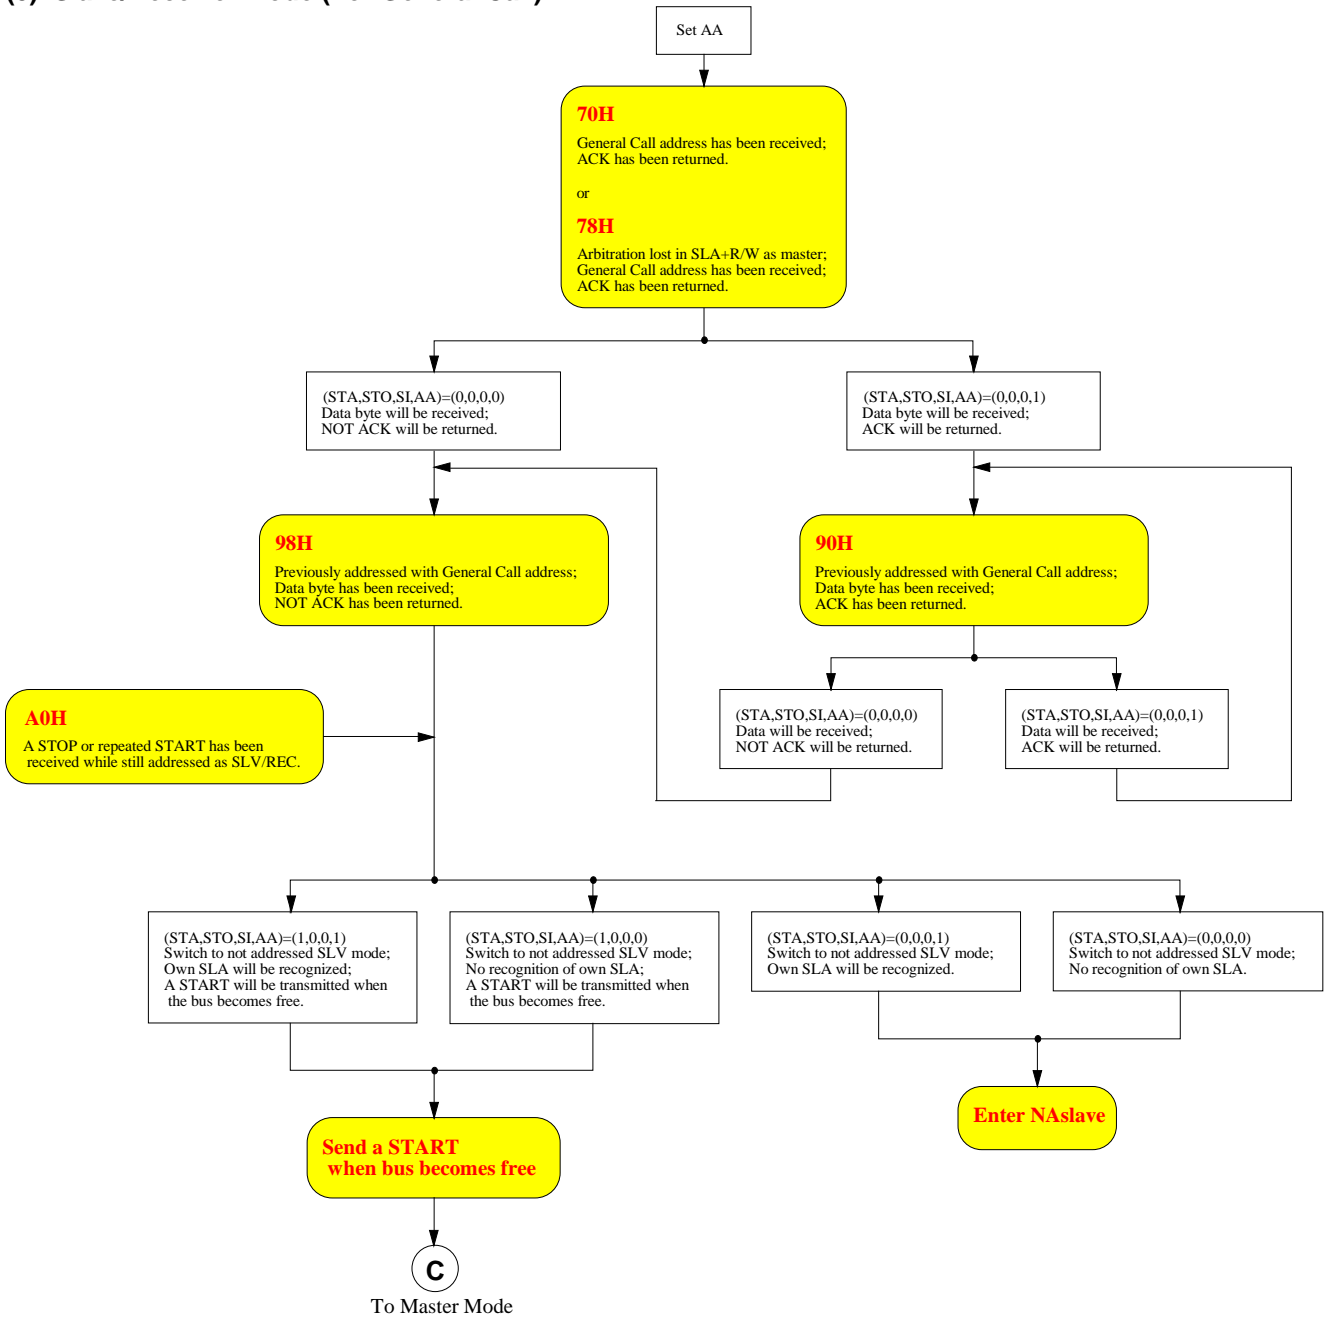 Set AA
70H
General Call address has been received;
ACK has been returned.
or
78H
Arbitration lost in SLA+R/W as master;
General Call address has been received;
ACK has been returned.
(STA,STO,SI,AA)=(0,0,0,0)
Data byte will be received;
NOT ACK will be returned.
(STA,STO,SI,AA)=(0,0,0,1)
Data byte will be received;
ACK will be returned.
98H
Previously addressed with General Call address;
Data byte has been received;
NOT ACK has been returned.
90H
Previously addressed with General Call address;
Data byte has been received;
ACK has been returned.
A0H
A STOP or repeated START has been
received while still addressed as SLV/REC.
(STA,STO,SI,AA)=(0,0,0,0)
Data will be received;
NOT ACK will be returned.
(STA,STO,SI,AA)=(0,0,0,1)
Data will be received;
ACK will be returned.
(STA,STO,SI,AA)=(1,0,0,1)
Switch to not addressed SLV mode;
Own SLA will be recognized;
A START will be transmitted when
the bus becomes free.
(STA,STO,SI,AA)=(1,0,0,0)
Switch to not addressed SLV mode;
No recognition of own SLA;
A START will be transmitted when
the bus becomes free.
(STA,STO,SI,AA)=(0,0,0,1)
Switch to not addressed SLV mode;
Own SLA will be recognized.
(STA,STO,SI,AA)=(0,0,0,0)
Switch to not addressed SLV mode;
No recognition of own SLA.
Send a START
when bus becomes free
Enter NAslave
C
To Master Mode